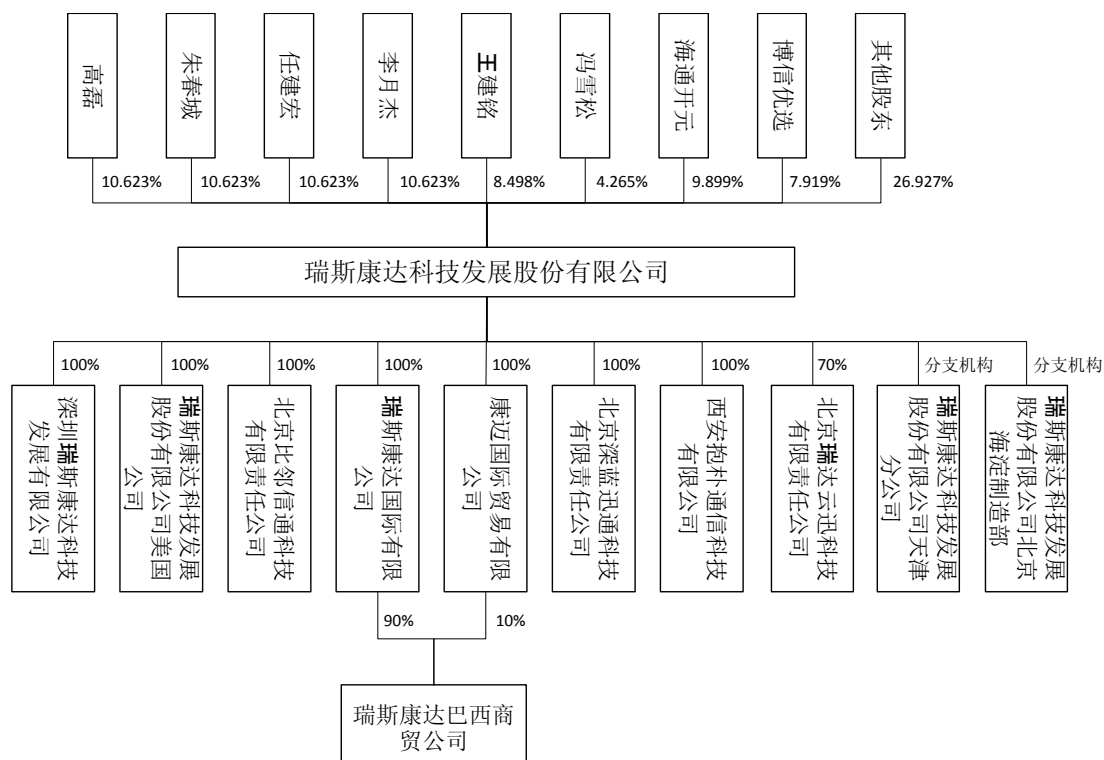 高磊
朱春城
任建宏
李月杰
王建铭
冯雪松
海通开元
博信优选
其他股东
10.623%
10.623%
10.623%
10.623%
8.498%
4.265%
9.899%
7.919%
26.927%
瑞斯康达科技发展股份有限公司
100%
100%
100%
100%
100%
100%
100%
70%
分支机构
分支机构
深圳瑞斯康达科技
发展有限公司
瑞斯康达科技发展
股份有限公司美国
公司
北京比邻信通科技
有限责任公司
瑞斯康达国际有限
公司
康迈国际贸易有限
公司
北京深蓝迅通科技
有限责任公司
西安抱朴通信科技
有限公司
北京瑞达云迅科技
有限责任公司
瑞斯康达科技发展
股份有限公司天津
分公司
瑞斯康达科技发展
股份有限公司北京
海淀制造部
90%
10%
瑞斯康达巴西商
贸公司